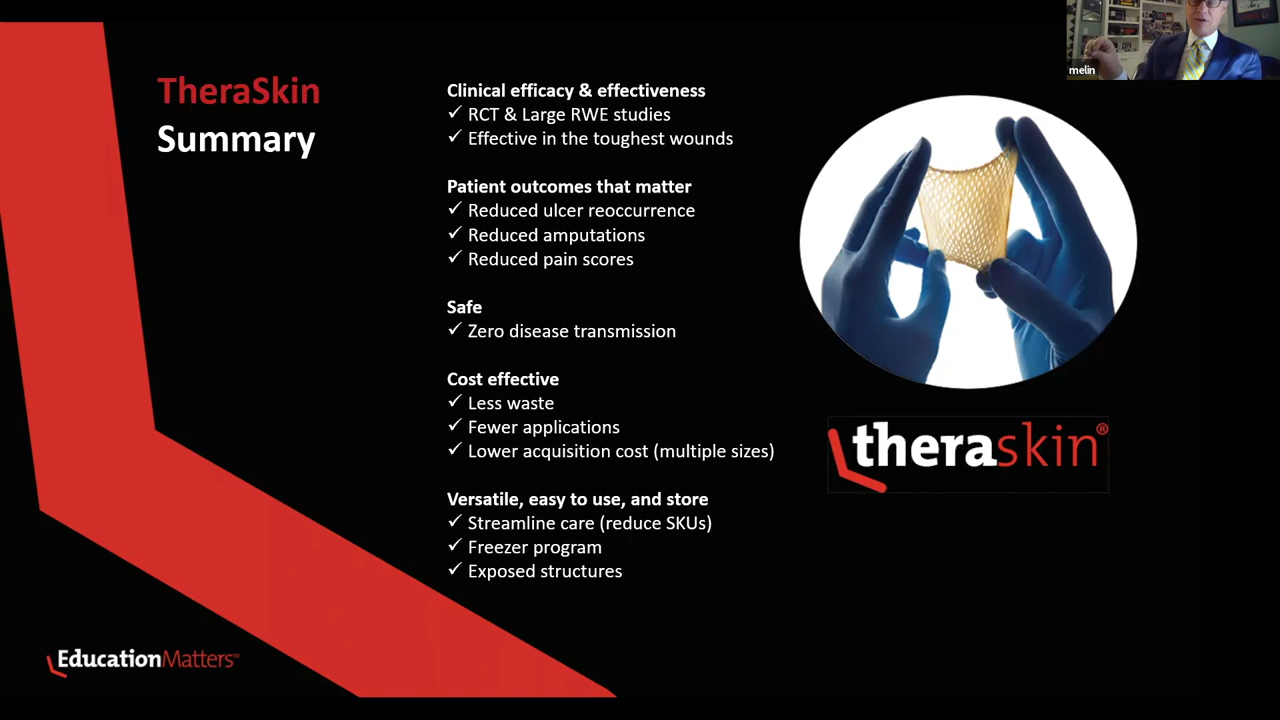 TheraSkin
Summary
Clinical efficacy & effectiveness
✓ RCT & Large RWE studies
✓ Effective in the toughest wounds
Patient outcomes that matter
✓ Reduced ulcer reoccurrence
✓ Reduced amputations
✓ Reduced pain scores
Safe
✓ Zero disease transmission
Cost effective
✓ Less waste
✓ Fewer applications
✓ Lower acquisition cost (multiple sizes)
Versatile, easy to use, and store
✓ Streamline care (reduce SKUs)
✓ Freezer program
✓ Exposed structures
melin
theraskin®
EducationMatters™